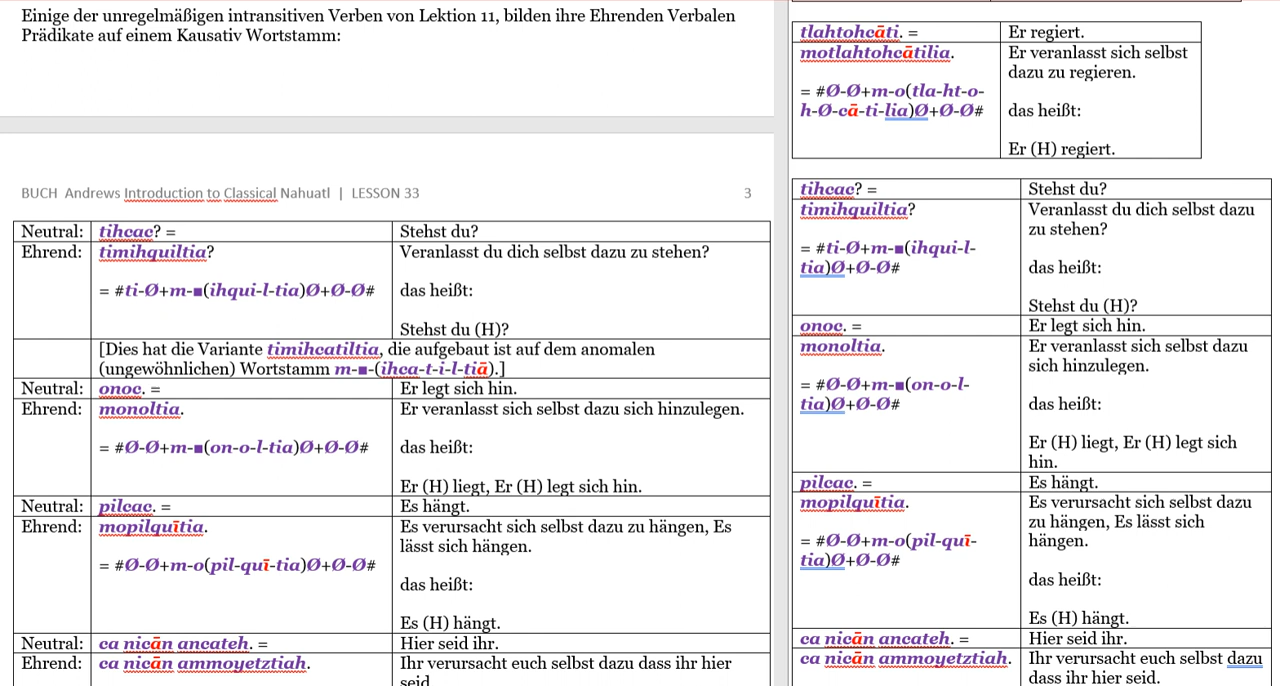 Einige der unregelmäßigen intransitiven Verben von Lektion 11, bilden ihre Ehrenden Verbalen
Prädikate auf einem Kausativ Wortstamm:
BUCH Andrews Introduction to Classical Nahuatl | LESSON 33 3
Neutral: tihcac? = Stehst du?
Ehrend: timihquiltia? Veranlasst du dich selbst dazu zu stehen?
= #ti-Ø+m-■(ihqui-l-tia)Ø+Ø-Ø# das heißt:
Stehst du (H)?
[Dies hat die Variante timihcatiltia, die aufgebaut ist auf dem anomalen
(ungewöhnlichen) Wortstamm m-■-(ihca-t-i-l-tiā).]
Neutral: onoc. = Er legt sich hin.
Ehrend: monoltia. Er veranlasst sich selbst dazu sich hinzulegen.
= #Ø-Ø+m-■(on-o-l-tia)Ø+Ø-Ø# das heißt:
Er (H) liegt, Er (H) legt sich hin.
Neutral: pilcac. = Es hängt.
Ehrend: mopilquītia. Es verursacht sich selbst dazu zu hängen, Es
lässt sich hängen.
= #Ø-Ø+m-o(pil-quī-tia)Ø+Ø-Ø#
das heißt:
Es (H) hängt.
Neutral: ca nicān ancateh. = Hier seid ihr.
Ehrend: ca nicān ammoyetztiah. Ihr verursacht euch selbst dazu dass ihr hier
seid.
tlahtohcāti. = Er regiert.
motlahtohcātilia. Er veranlasst sich selbst
dazu zu regieren.
= #Ø-Ø+m-o(tla-ht-o-
h-Ø-cā-ti-lia)Ø+Ø-Ø# das heißt:
Er (H) regiert.
tihcac? = Stehst du?
timihquiltia? Veranlasst du dich selbst dazu
zu stehen?
= #ti-Ø+m-■(ihqui-l-
tia)Ø+Ø-Ø# das heißt:
Stehst du (H)?
onoc. = Er legt sich hin.
monoltia. Er veranlasst sich selbst dazu
sich hinzulegen.
= #Ø-Ø+m-■(on-o-l-
tia)Ø+Ø-Ø# das heißt:
Er (H) liegt, Er (H) legt sich
hin.
pilcac. = Es hängt.
mopilquītia. Es verursacht sich selbst dazu
zu hängen, Es lässt sich
= #Ø-Ø+m-o(pil-quī- hängen.
tia)Ø+Ø-Ø#
das heißt:
Es (H) hängt.
ca nicān ancateh. = Hier seid ihr.
ca nicān ammoyetztiah. Ihr verursacht euch selbst dazu
dass ihr hier seid.